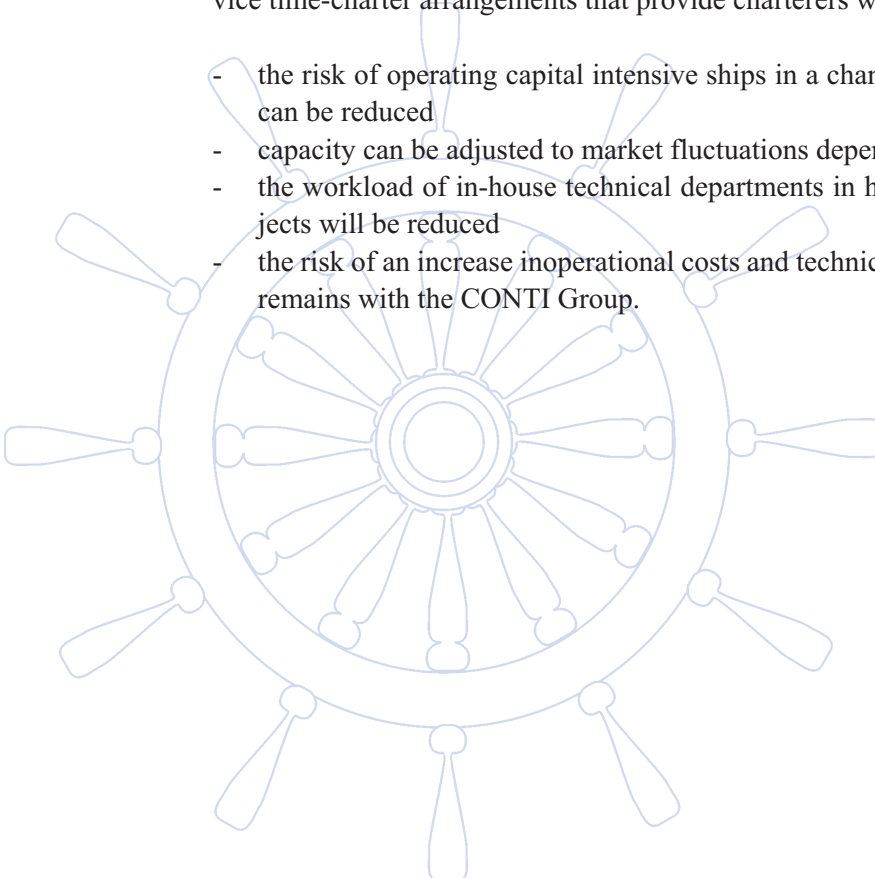 vice time-charter arrangements that provide charterers w
- the risk of operating capital intensive ships in a chan
can be reduced
- capacity can be adjusted to market fluctuations depen
- the workload of in-house technical departments in h
jects will be reduced
- the risk of an increase inoperational costs and technic
remains with the CONTI Group.